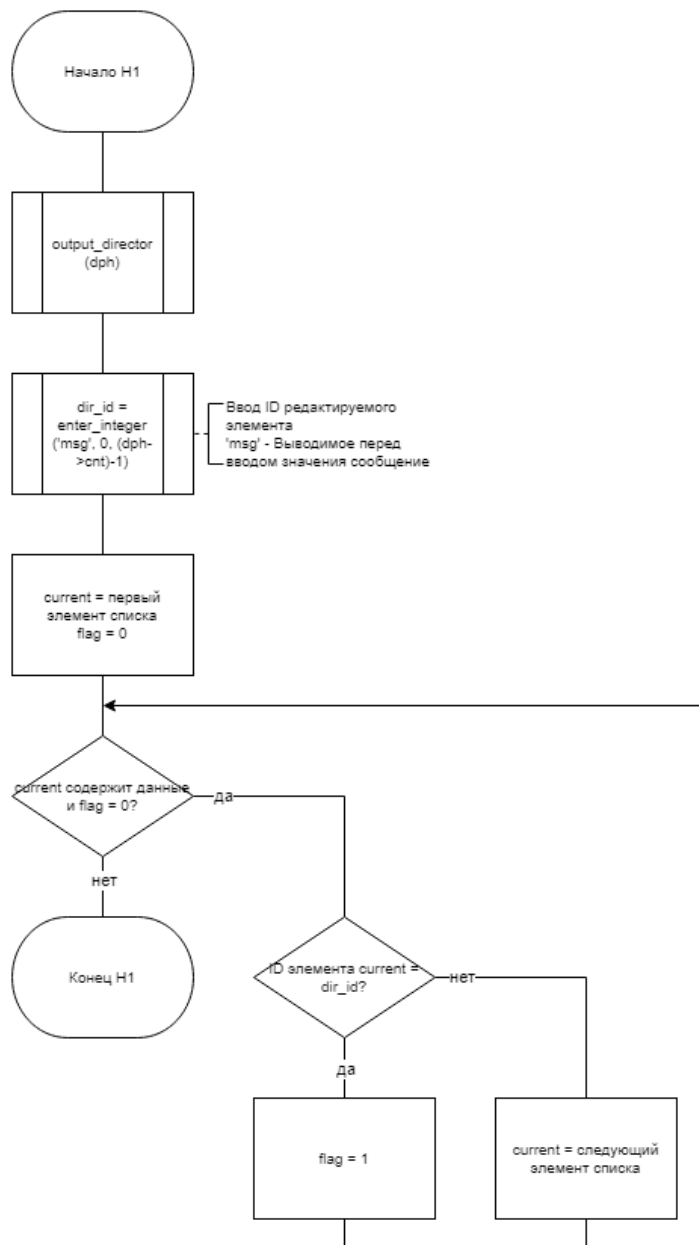 Начало Н1
output_director
(dph)
dir_id =
enter_integer
('msg', 0, (dph-
>cnt)-1)
Ввод ID редактируемого
элемента
'msg' - Выводимое перед
вводом значения сообщение
current = первый
элемент списка
flag = 0
current содержит данные
и flag = 0?
да
нет
Конец Н1
ID элемента current =
dir_id?
нет
да
flag = 1
current = следующий
элемент списка